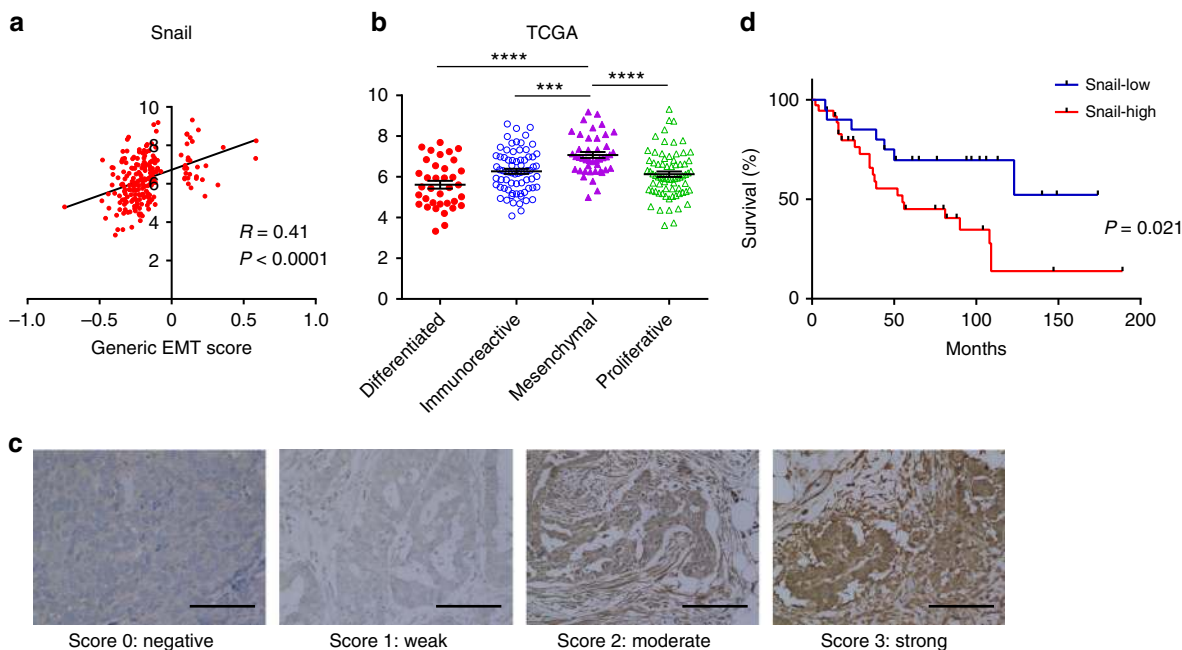 a
Snail
10
8
6
4
2
R = 0.41
P < 0.0001
–1.0
–0.5
0
0.5
1.0
Generic EMT score
b
TCGA
****
***
****
10
8
6
4
2
0
Differentiated
Immunoreactive
Mesenchymal
Proliferative
d
Snail-low
Snail-high
100
50
0
Survival (%)
P = 0.021
0
50
100
150
200
Months
c
Score 0: negative
Score 1: weak
Score 2: moderate
Score 3: strong